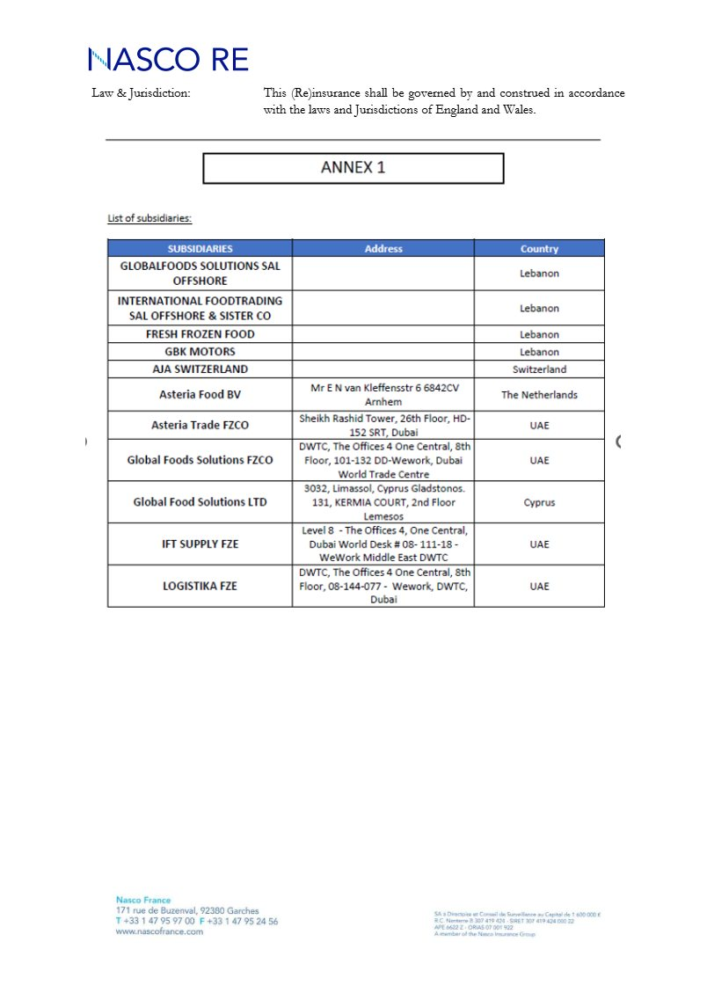 NASCO RE
Law & Jurisdiction: This (Re)insurance shall be governed by and construed in accordance
with the laws and Jurisdictions of England and Wales.
ANNEX 1
List of subsidiaries:
SUBSIDIARIES Address Country
GLOBALFOODS SOLUTIONS SAL
OFFSHORE
Lebanon
INTERNATIONAL FOODTRADING
SAL OFFSHORE & SISTER CO
Lebanon
FRESH FROZEN FOOD Lebanon
GBK MOTORS Lebanon
AJA SWITZERLAND Switzerland
Asteria Food BV
Mr E N van Kleffensstr 6 6842CV
Arnhem
The Netherlands
Asteria Trade FZCO
Sheikh Rashid Tower, 26th Floor, HD-
152 SRT, Dubai
UAE
Global Foods Solutions FZCO
DWTC, The Offices 4 One Central, 8th
Floor, 101-132 DD-Wework, Dubai
World Trade Centre
UAE
Global Food Solutions LTD
3032, Limassol, Cyprus Gladstonos.
131, KERMIA COURT, 2nd Floor
Lemesos
Cyprus
IFT SUPPLY FZE
Level 8 - The Offices 4, One Central,
Dubai World Desk # 08- 111-18 -
WeWork Middle East DWTC
UAE
LOGISTIKA FZE
DWTC, The Offices 4 One Central, 8th
Floor, 08-144-077 - Wework, DWTC,
Dubai
UAE
Nasco France
171 rue de Buzenval, 92380 Garches
T +33 1 47 95 97 00 F +33 1 47 95 24 56
www.nascofrance.com
SA à Directoire et Conseil de Surveillance au Capital de 1 600 000 €
R.C. Nanterre B 307 419 424 - SIRET 307 419 424 000 22
APE 6622 Z - ORIAS 07 001 922
A member of the Nasco Insurance Group